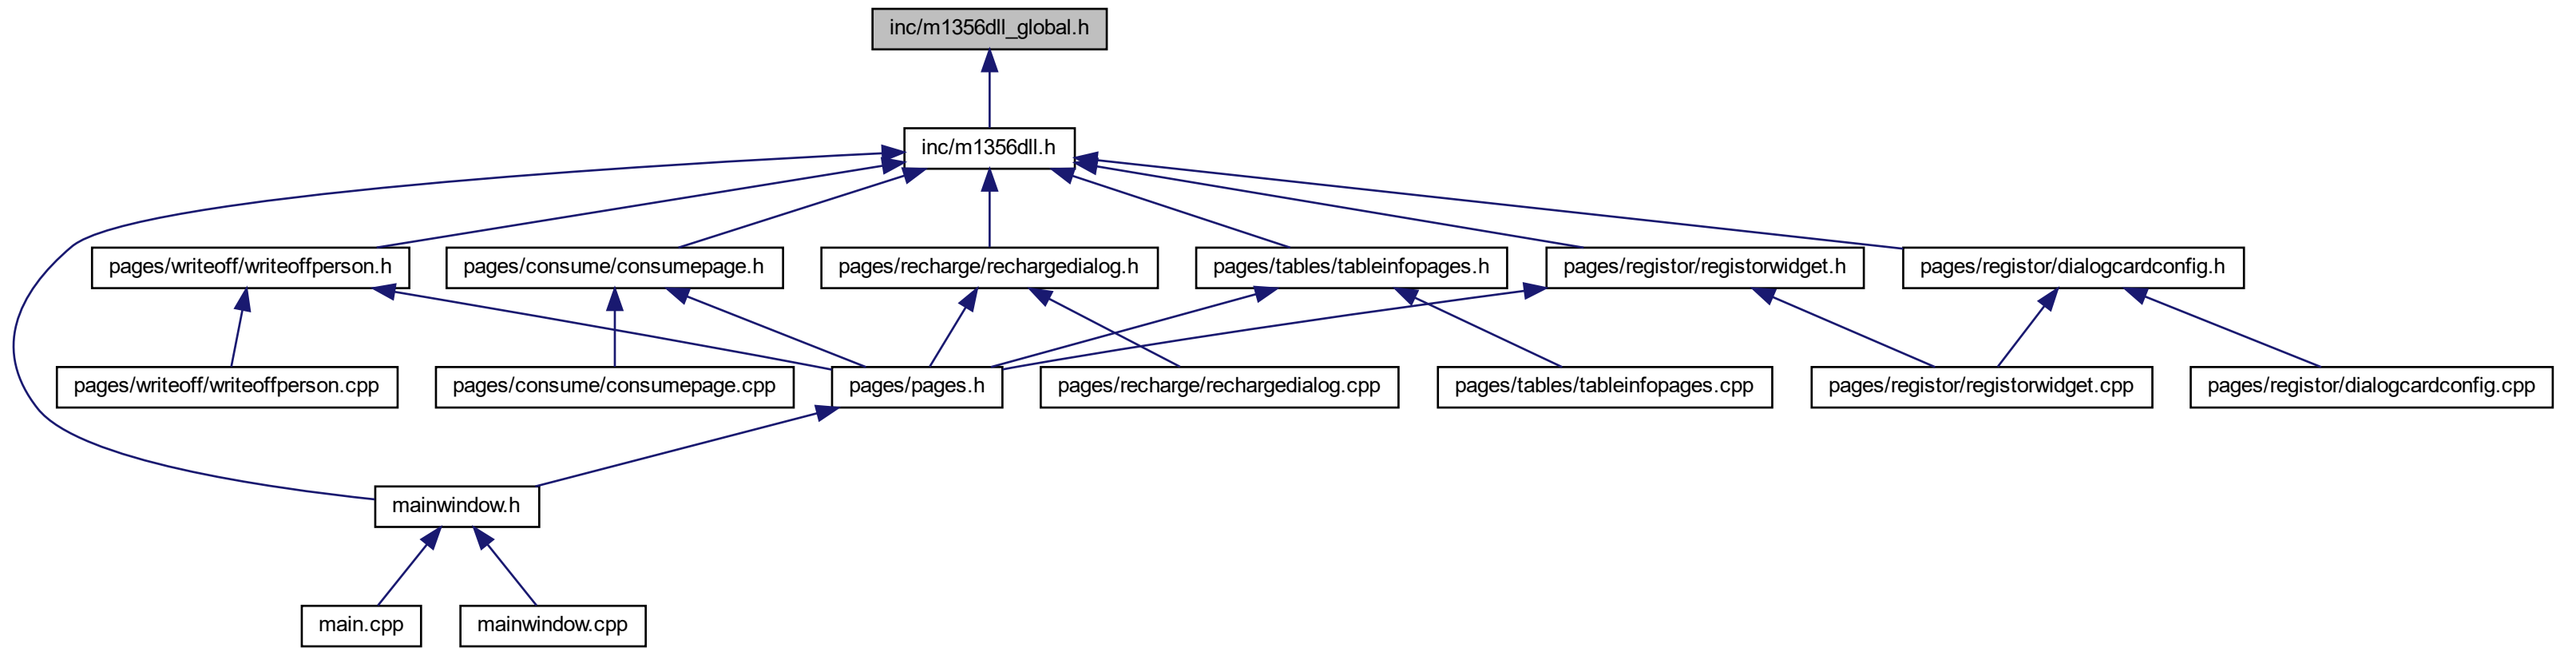 inc/m1356dll_global.h
inc/m1356dll.h
pages/writeoff/writeoffperson.h
pages/consume/consumepage.h
pages/recharge/rechargedialog.h
pages/tables/tableinfopages.h
pages/registor/registorwidget.h
pages/registor/dialogcardconfig.h
pages/writeoff/writeoffperson.cpp
pages/consume/consumepage.cpp
pages/pages.h
pages/recharge/rechargedialog.cpp
pages/tables/tableinfopages.cpp
pages/registor/registorwidget.cpp
pages/registor/dialogcardconfig.cpp
mainwindow.h
main.cpp
mainwindow.cpp